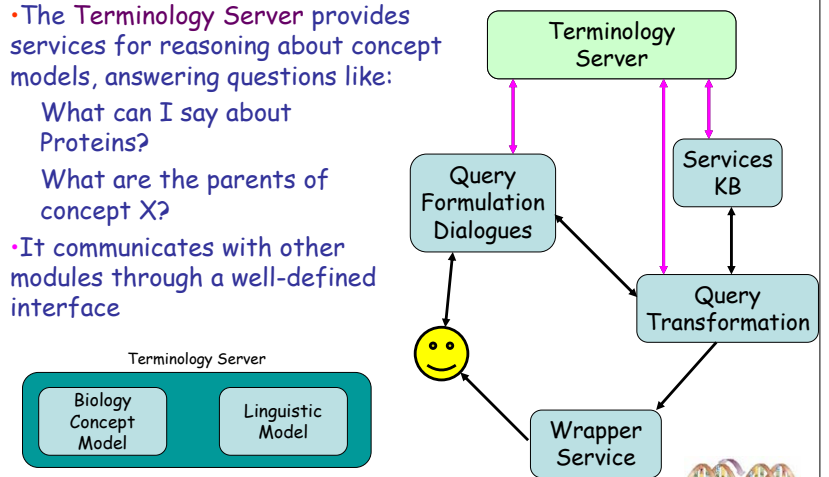 •The Terminology Server provides
services for reasoning about concept
models, answering questions like:
What can I say about
Proteins?
What are the parents of
concept X?
•It communicates with other
modules through a well-defined
interface
Terminology Server
Biology
Concept
Model
Linguistic
Model
Terminology
Server
Query
Formulation
Dialogues
Services
KB
Query
Transformation
Wrapper
Service